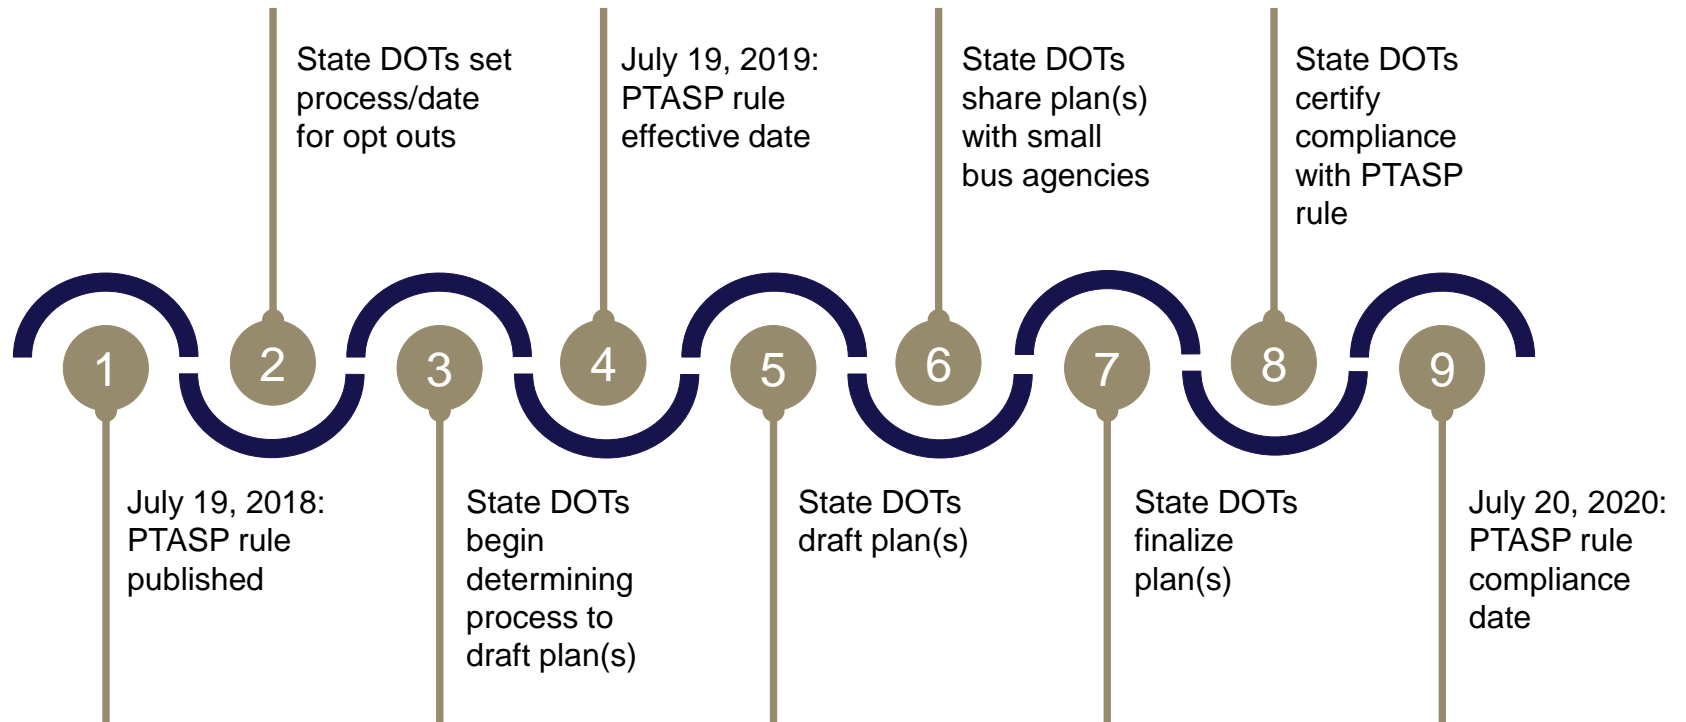 1
July 19, 2018:
PTASP rule
published
2
State DOTs set
process/date
for opt outs
3
State DOTs
begin
determining
process to
draft plan(s)
4
July 19, 2019:
PTASP rule
effective date
5
State DOTs
draft plan(s)
6
State DOTs
share plan(s)
with small
bus agencies
7
State DOTs
finalize
plan(s)
8
State DOTs
certify
compliance
with PTASP
rule
9
July 20, 2020:
PTASP rule
compliance
date